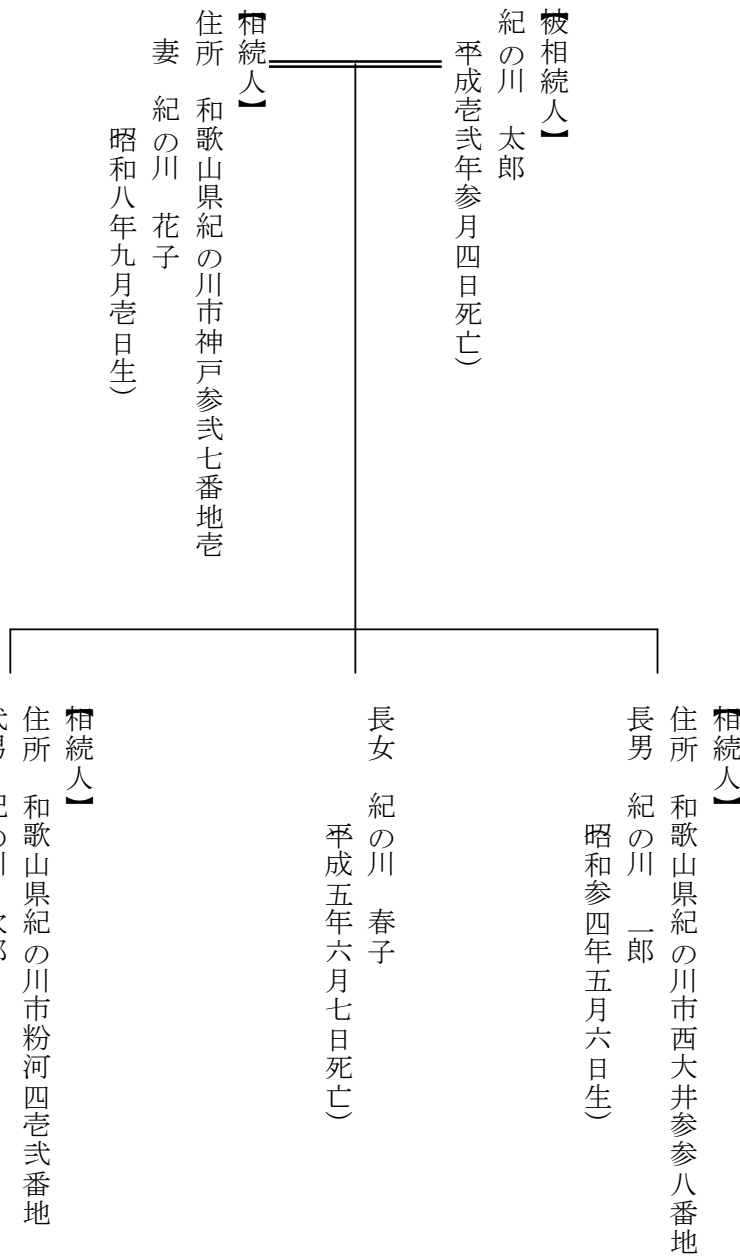 【被相続人】
紀の川　太郎
平成壱弐年参月四日死亡）
【相続人】
住所　和歌山県紀の川市神戸参弐七番地壱
妻　紀の川　花子
昭和八年九月壱日生）
【相続人】
住所　和歌山県紀の川市西大井参参八番地
長男　紀の川　一郎
昭和参四年五月六日生）
長女　紀の川　春子
平成五年六月七日死亡）
【相続人】
住所　和歌山県紀の川市粉河四壱弐番地